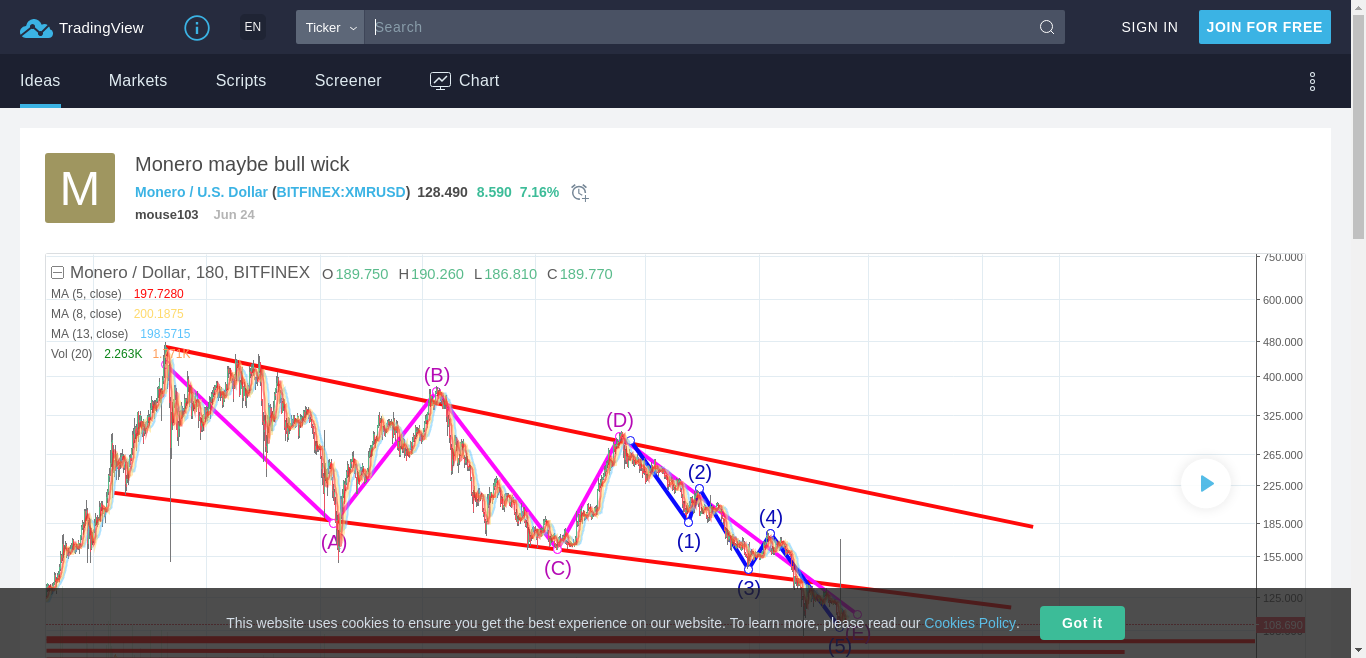 TradingView
EN
Ticker
Search
SIGN IN
JOIN FOR FREE
Ideas
Markets
Scripts
Screener
Chart
M
Monero maybe bull wick
Monero / U.S. Dollar (BITFINEX:XMRUSD) 128.490 8.590 7.16%
mouse103 Jun 24
Monero / Dollar, 180, BITFINEX O 189.750 H 190.260 L 186.810 C 189.770
MA (5, close) 197.7280
MA (8, close) 200.1875
MA (13, close) 198.5715
Vol (20) 2.263K
750.000
600.000
480.000
400.000
325.000
265.000
225.000
185.000
155.000
125.000
108.690
(B)
(D)
(2)
(4)
(A)
(1)
(C)
(3)
(E)
(5)
This website uses cookies to ensure you get the best experience on our website. To learn more, please read our Cookies Policy.
Got it